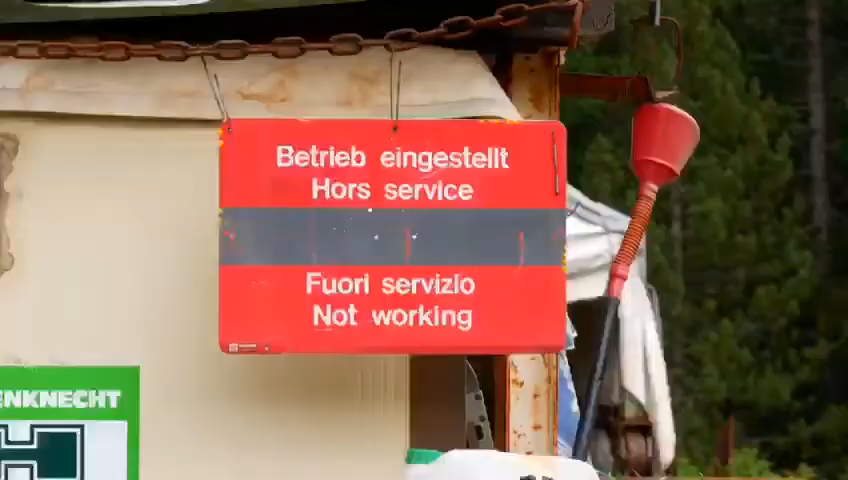 Betrieb eingestellt
Hors service
Fuori servizio
Not working
ENKNECHT